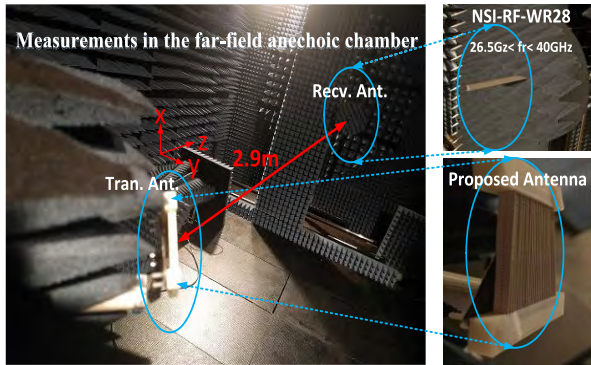 Measurements in the far-field anechoic chamber
NSI-RF-WR28
26.5Gz< fr< 40GHz
Recv. Ant.
X
Z
Y
2.9m
Tran. Ant.
Proposed Antenna